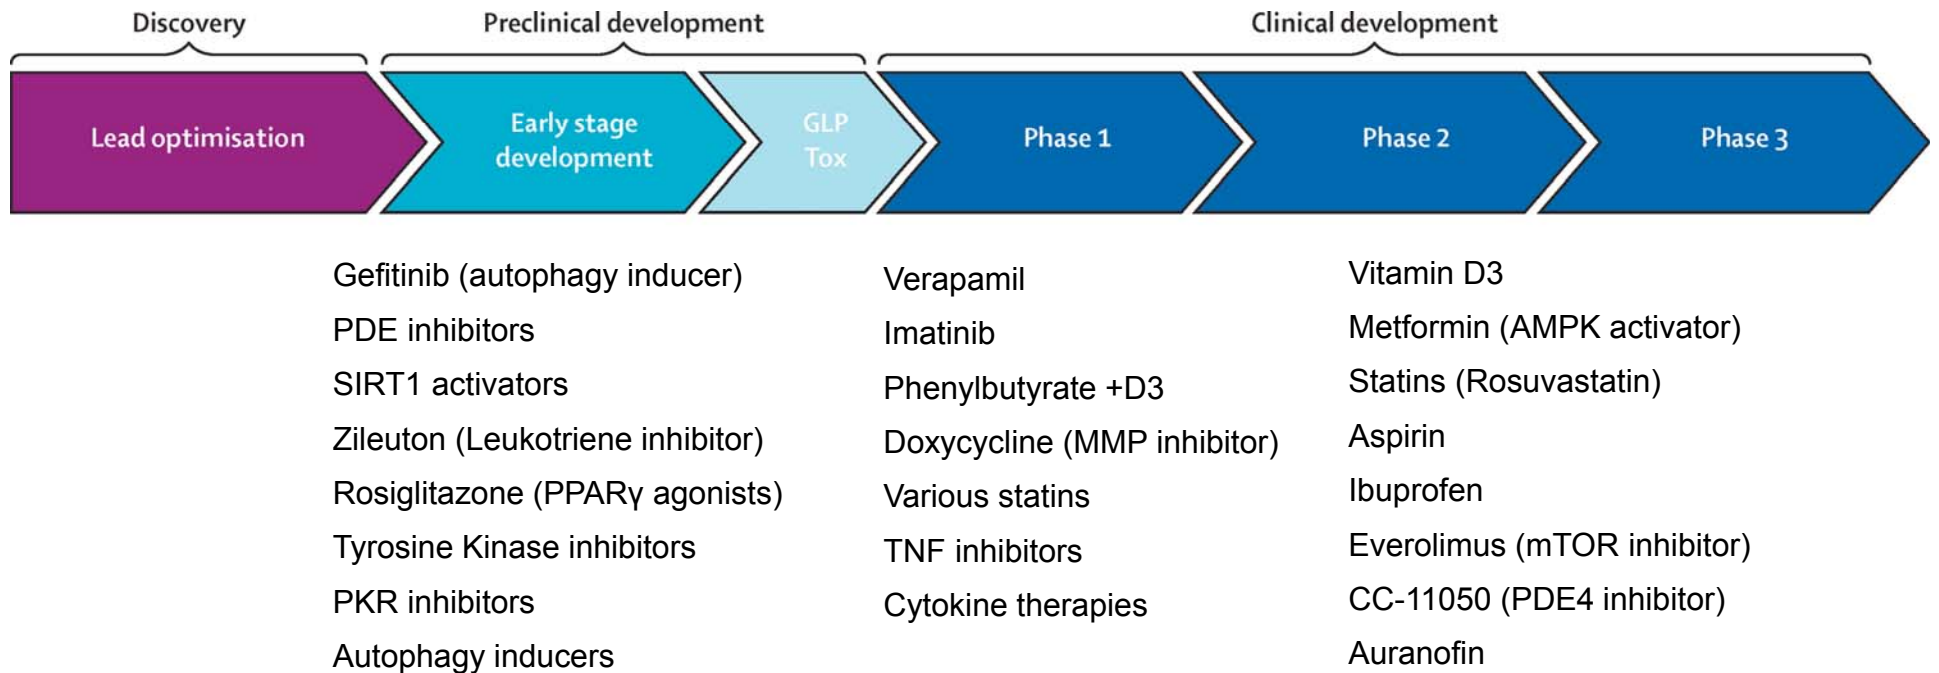 Discovery
Preclinical development
Clinical development
Lead optimisation
Early stage
development
GLP
Tox
Phase 1
Phase 2
Phase 3
Gefitinib (autophagy inducer)
PDE inhibitors
SIRT1 activators
Zileuton (Leukotriene inhibitor)
Rosiglitazone (PPARγ agonists)
Tyrosine Kinase inhibitors
PKR inhibitors
Autophagy inducers
Verapamil
Imatinib
Phenylbutyrate +D3
Doxycycline (MMP inhibitor)
Various statins
TNF inhibitors
Cytokine therapies
Vitamin D3
Metformin (AMPK activator)
Statins (Rosuvastatin)
Aspirin
Ibuprofen
Everolimus (mTOR inhibitor)
CC-11050 (PDE4 inhibitor)
Auranofin